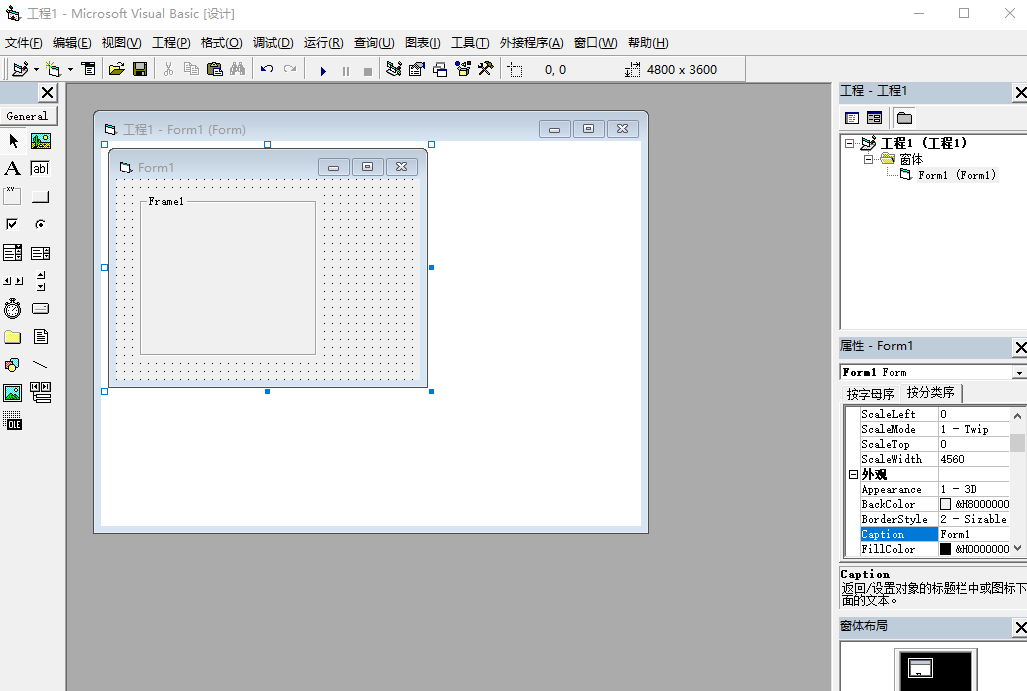 工程1 - Microsoft Visual Basic [设计]
文件(F) 编辑(E) 视图(V) 工程(P) 格式(O) 调试(D) 运行(R) 查询(U) 图表(I) 工具(T) 外接程序(A) 窗口(W) 帮助(H)
0, 0 4800 x 3600
General
A
ab
xy
OLE
工程1 - Form1 (Form)
Form1
Frame1
工程 - 工程1
工程1 (工程1)
窗体
Form1 (Form1)
属性 - Form1
Form1 Form
按字母序 按分类序
ScaleLeft 0
ScaleMode 1 - Twip
ScaleTop 0
ScaleWidth 4560
外观
Appearance 1 - 3D
BackColor &H8000000
BorderStyle 2 - Sizable
Caption Form1
FillColor &H0000000
Caption
返回/设置对象的标题栏中或图标下
面的文本。
窗体布局